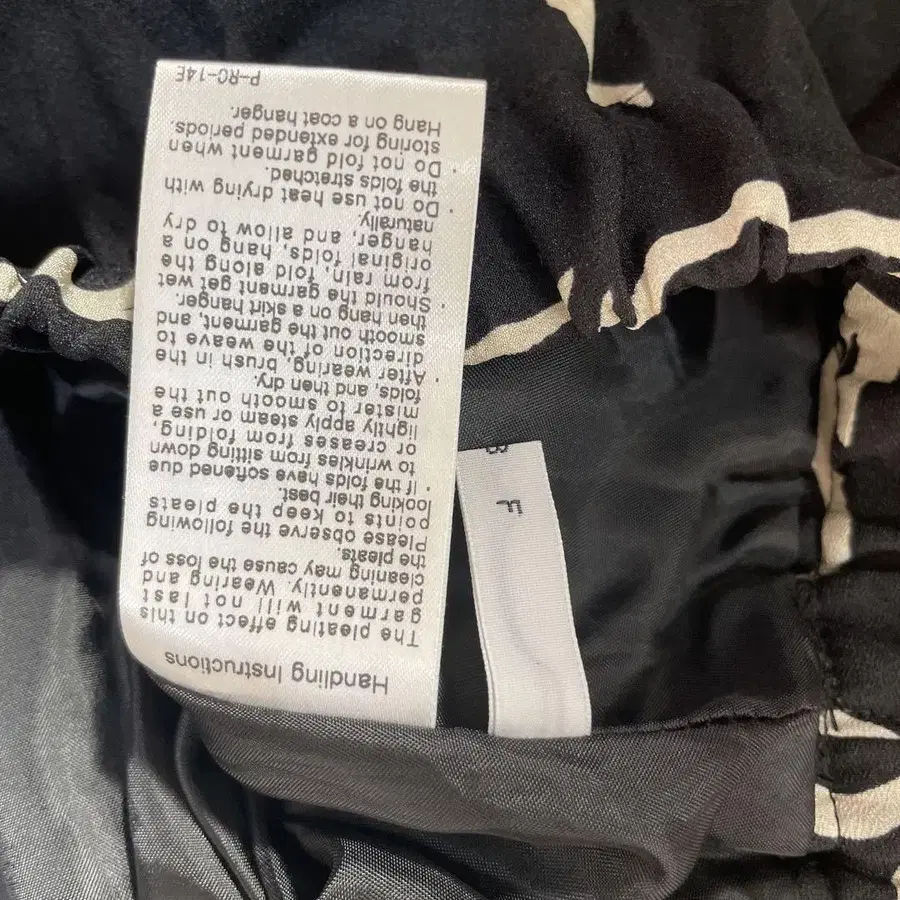 Handling Instructions
The pleating effect on this
garment will not last
permanently. Wearing and
cleaning may cause the loss of
the pleats.
Please observe the following
points to keep the pleats
looking their best.
・If the folds have softened due
to wrinkles from sitting down
or creases from folding,
lightly apply steam or use a
mister to smooth out the
folds, and then dry.
・After wearing, brush in the
direction of the weave to
smooth out the garment, and
then hang on a skirt hanger.
・Should the garment get wet
from rain, fold along the
original folds, hang on a
hanger, and allow to dry
naturally.
・Do not use heat drying with
the folds stretched.
・Do not fold garment when
storing for extended periods.
Hang on a coat hanger.
P-RC-14E
F